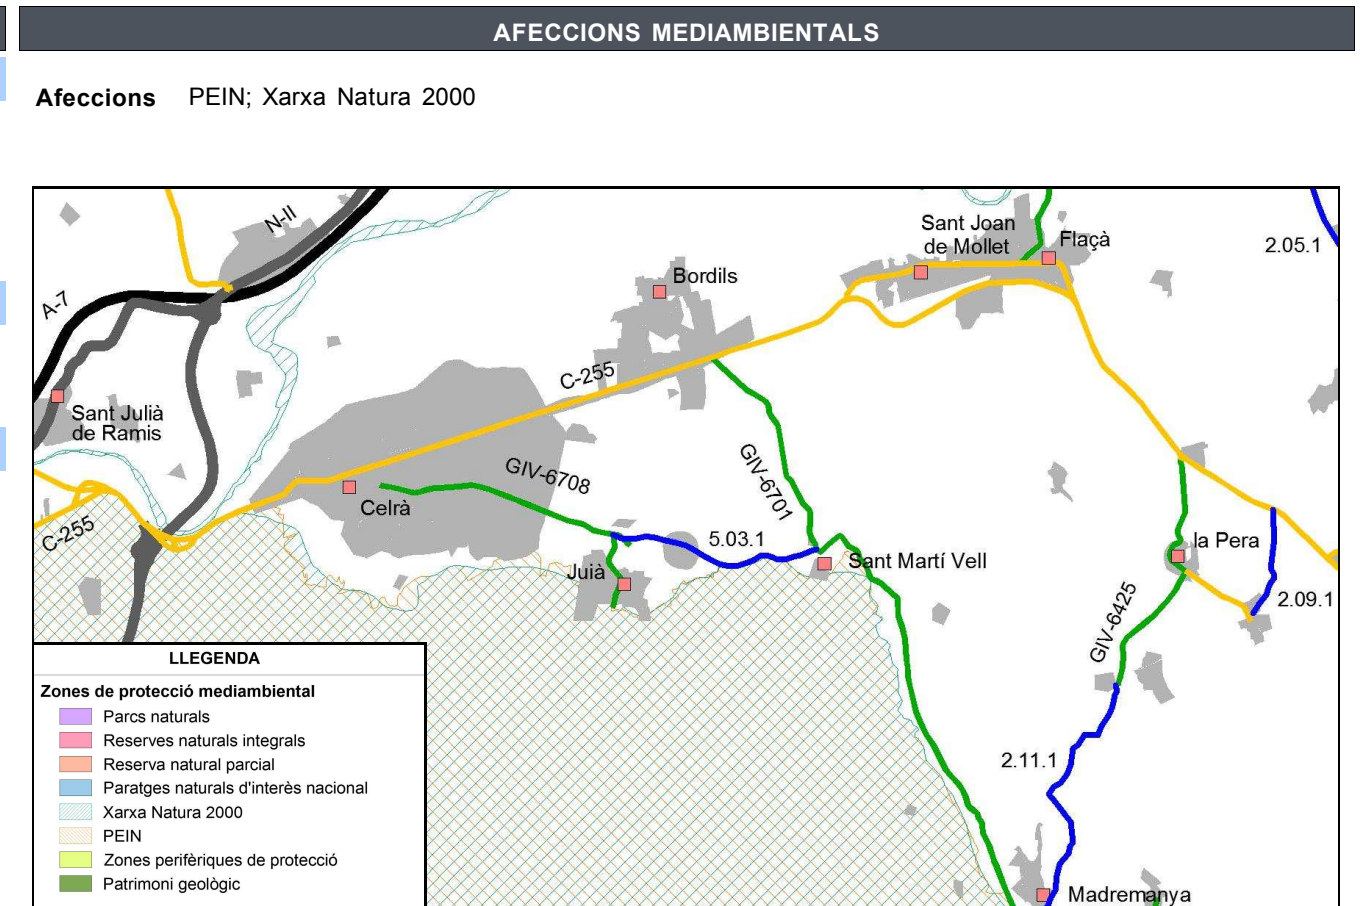 AFECCIONS MEDIAMBIENTALS
Afeccions PEIN; Xarxa Natura 2000
N-II
Sant Joan
de Mollet
Flaçà
2.05.1
Bordils
A-7
C-255
Sant Julià
de Ramis
GIV-6708
GIV-6701
Celrà
C-255
5.03.1
la Pera
Juià
Sant Martí Vell
2.09.1
GIV-6425
2.11.1
Madremanya
LLEGENDA
Zones de protecció mediambiental
Parcs naturals
Reserves naturals integrals
Reserva natural parcial
Paratges naturals d'interès nacional
Xarxa Natura 2000
PEIN
Zones perifèriques de protecció
Patrimoni geològic